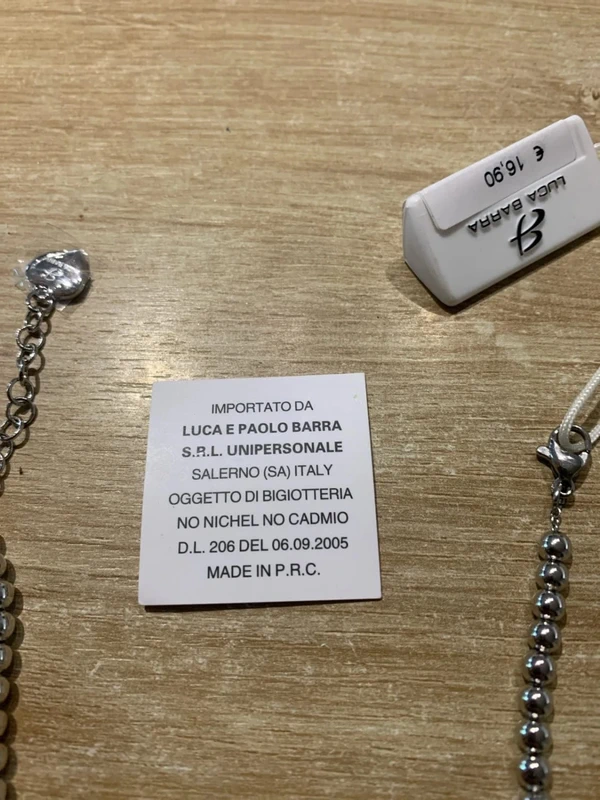 € 16,90
LUCA BARRA
IMPORTATO DA
LUCA E PAOLO BARRA
S.R.L. UNIPERSONALE
SALERNO (SA) ITALY
OGGETTO DI BIGIOTTERIA
NO NICHEL NO CADMIO
D.L. 206 DEL 06.09.2005
MADE IN P.R.C.